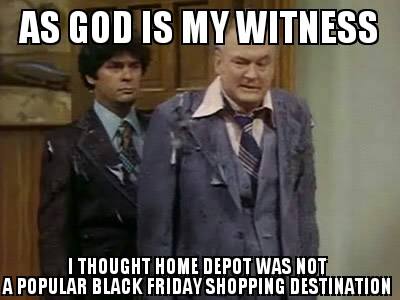 AS GOD IS MY WITNESS
I THOUGHT HOME DEPOT WAS NOT
A POPULAR BLACK FRIDAY SHOPPING DESTINATION